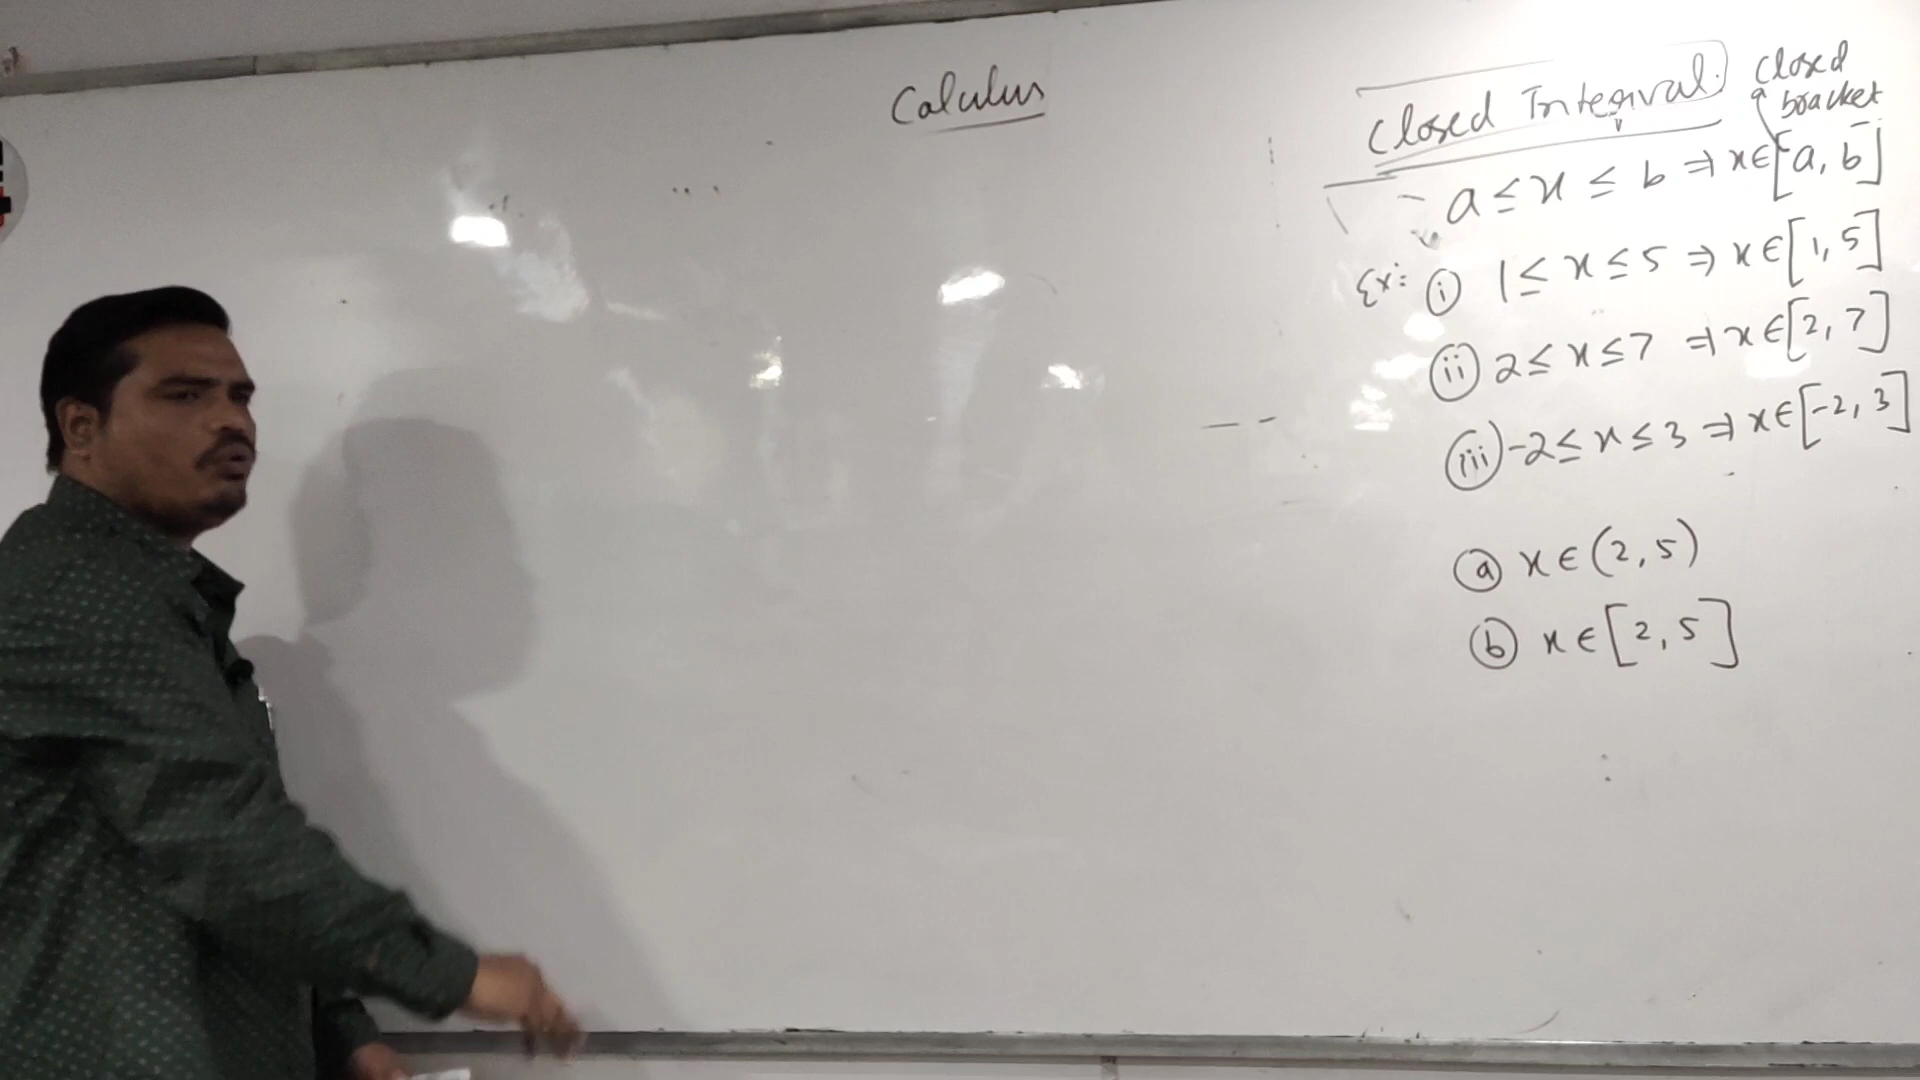 Calulus
Closed Interval.
Closed
bracket
a ≤ x ≤ b ⇒ x∈[a, b]
Ex: (i) 1 ≤ x ≤ 5 ⇒ x∈[1, 5]
(ii) 2 ≤ x ≤ 7 ⇒ x∈[2, 7]
(iii) -2 ≤ x ≤ 3 ⇒ x∈[-2, 3]
(a) x∈(2, 5)
(b) x∈[2, 5]